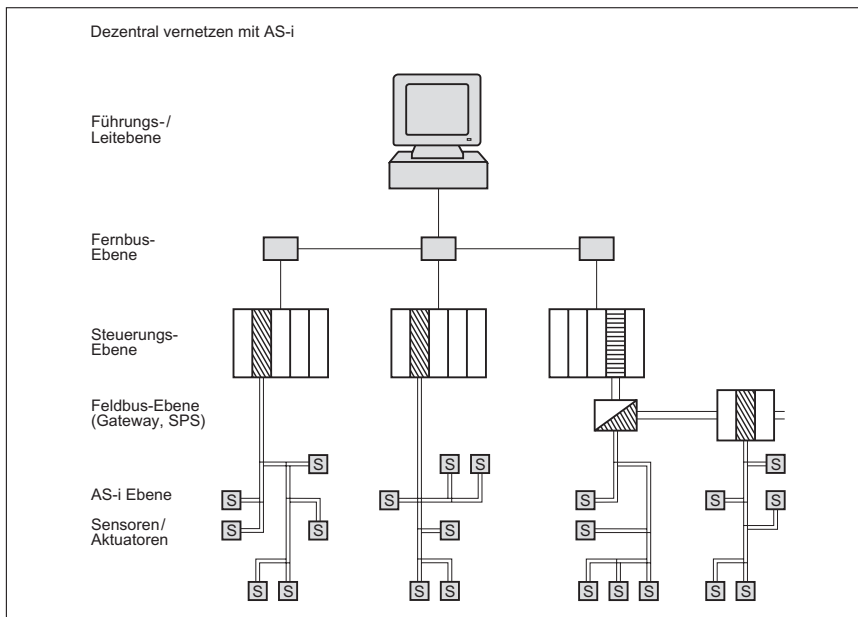 Dezentral vernetzen mit AS-i
Führungs-/
Leitebene
Fernbus-
Ebene
Steuerungs-
Ebene
Feldbus-Ebene
(Gateway, SPS)
S S S S
AS-i Ebene
S S S S S
Sensoren/
Aktuatoren
S S S S
S S S S S S S S S